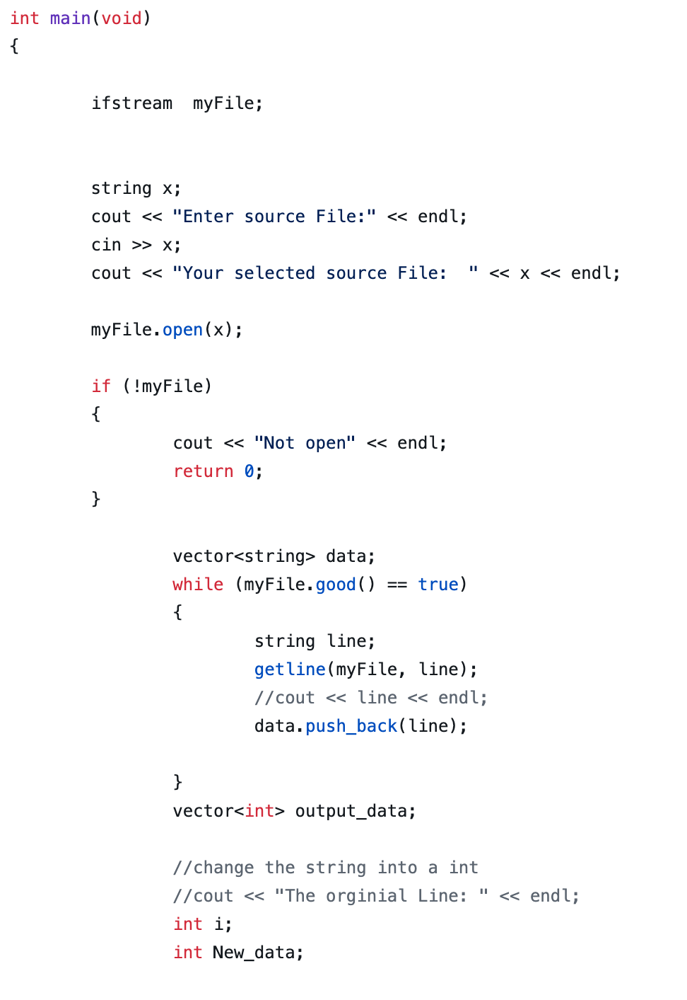 int main(void)
{
ifstream  myFile;
string x;
cout << "Enter source File:" << endl;
cin >> x;
cout << "Your selected source File:  " << x << endl;
myFile.open(x);
if (!myFile)
{
cout << "Not open" << endl;
return 0;
}
vector<string> data;
while (myFile.good() == true)
{
string line;
getline(myFile, line);
//cout << line << endl;
data.push_back(line);
}
vector<int> output_data;
//change the string into a int
//cout << "The orginial Line: " << endl;
int i;
int New_data;